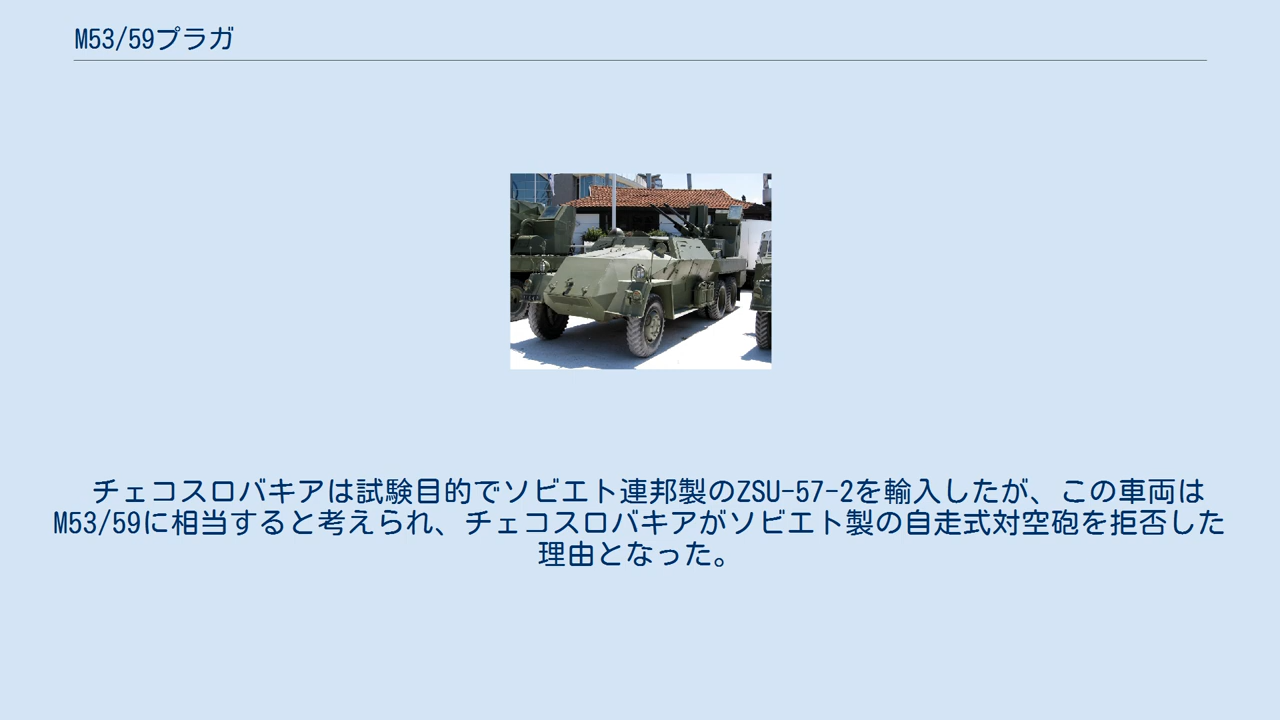 M53/59プラガ
チェコスロバキアは試験目的でソビエト連邦製のZSU-57-2を輸入したが、この車両は
M53/59に相当すると考えられ、チェコスロバキアがソビエト製の自走式対空砲を拒否した
理由となった。